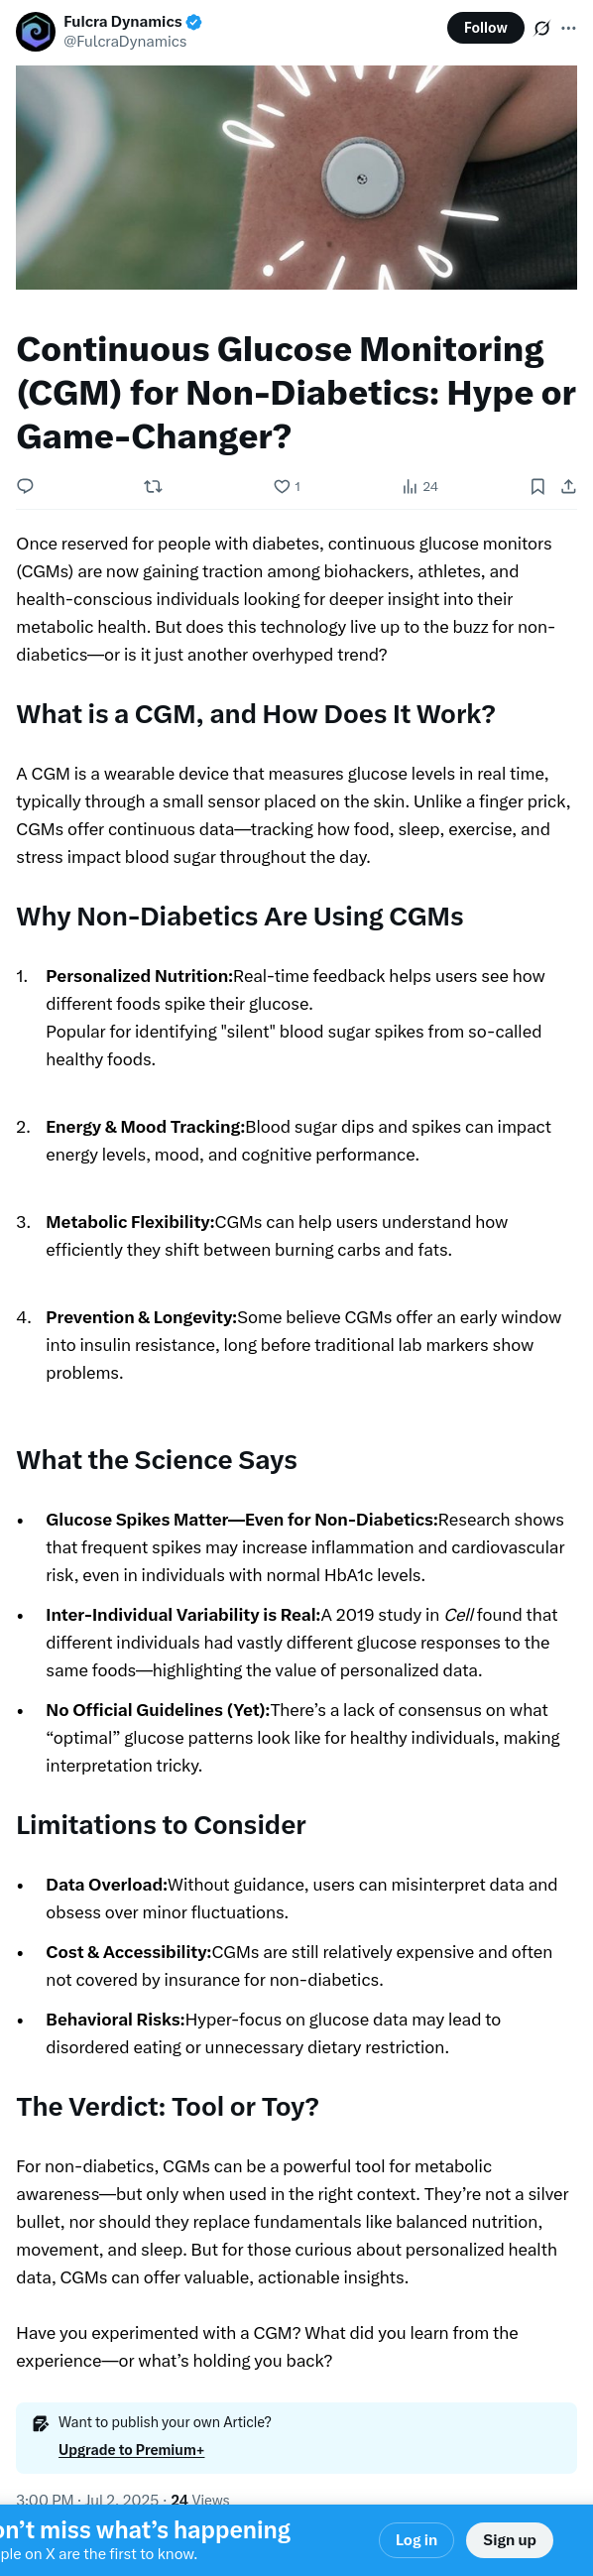 Fulcra Dynamics
@FulcraDynamics
Follow
Continuous Glucose Monitoring
(CGM) for Non-Diabetics: Hype or
Game-Changer?
1
24
Once reserved for people with diabetes, continuous glucose monitors
(CGMs) are now gaining traction among biohackers, athletes, and
health-conscious individuals looking for deeper insight into their
metabolic health. But does this technology live up to the buzz for non-
diabetics—or is it just another overhyped trend?
What is a CGM, and How Does It Work?
A CGM is a wearable device that measures glucose levels in real time,
typically through a small sensor placed on the skin. Unlike a finger prick,
CGMs offer continuous data—tracking how food, sleep, exercise, and
stress impact blood sugar throughout the day.
Why Non-Diabetics Are Using CGMs
1. Personalized Nutrition:Real-time feedback helps users see how
different foods spike their glucose.
Popular for identifying "silent" blood sugar spikes from so-called
healthy foods.
2. Energy & Mood Tracking:Blood sugar dips and spikes can impact
energy levels, mood, and cognitive performance.
3. Metabolic Flexibility:CGMs can help users understand how
efficiently they shift between burning carbs and fats.
4. Prevention & Longevity:Some believe CGMs offer an early window
into insulin resistance, long before traditional lab markers show
problems.
What the Science Says
• Glucose Spikes Matter—Even for Non-Diabetics:Research shows
that frequent spikes may increase inflammation and cardiovascular
risk, even in individuals with normal HbA1c levels.
• Inter-Individual Variability is Real:A 2019 study in Cell found that
different individuals had vastly different glucose responses to the
same foods—highlighting the value of personalized data.
• No Official Guidelines (Yet):There’s a lack of consensus on what
“optimal” glucose patterns look like for healthy individuals, making
interpretation tricky.
Limitations to Consider
• Data Overload:Without guidance, users can misinterpret data and
obsess over minor fluctuations.
• Cost & Accessibility:CGMs are still relatively expensive and often
not covered by insurance for non-diabetics.
• Behavioral Risks:Hyper-focus on glucose data may lead to
disordered eating or unnecessary dietary restriction.
The Verdict: Tool or Toy?
For non-diabetics, CGMs can be a powerful tool for metabolic
awareness—but only when used in the right context. They’re not a silver
bullet, nor should they replace fundamentals like balanced nutrition,
movement, and sleep. But for those curious about personalized health
data, CGMs can offer valuable, actionable insights.
Have you experimented with a CGM? What did you learn from the
experience—or what’s holding you back?
Want to publish your own Article?
Upgrade to Premium+
3:00 PM · Jul 2, 2025 · 24 Views
on’t miss what’s happening
ple on X are the first to know.
Log in
Sign up